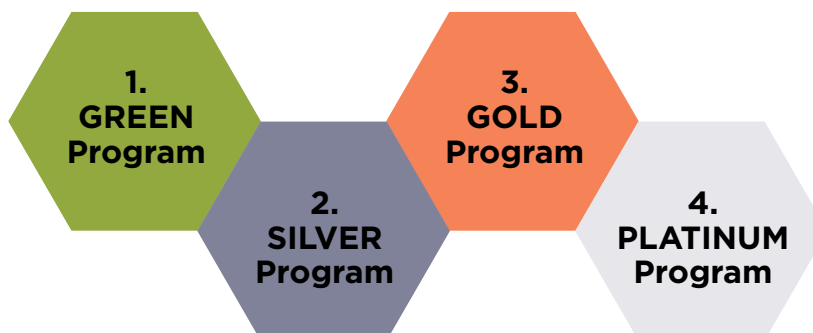 1.
GREEN
Program
2.
SILVER
Program
3.
GOLD
Program
4.
PLATINUM
Program